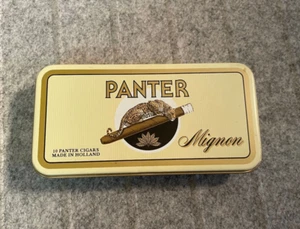 PANTER
Mignon
10 PANTER CIGARS
MADE IN HOLLAND